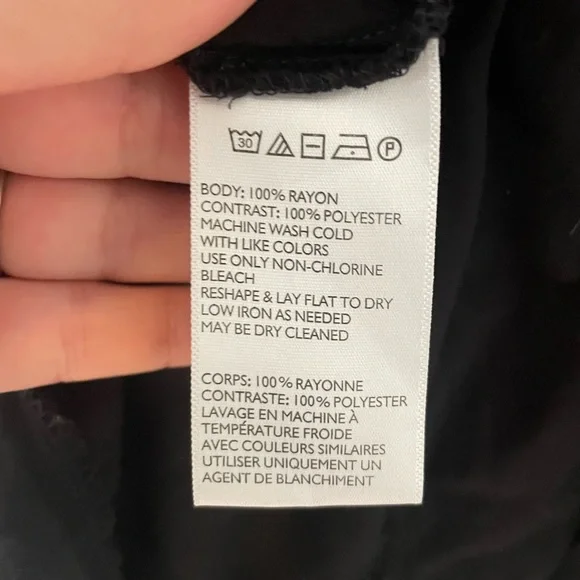 30 P
BODY: 100% RAYON
CONTRAST: 100% POLYESTER
MACHINE WASH COLD
WITH LIKE COLORS
USE ONLY NON-CHLORINE
BLEACH
RESHAPE & LAY FLAT TO DRY
LOW IRON AS NEEDED
MAY BE DRY CLEANED
CORPS: 100% RAYONNE
CONTRASTE: 100% POLYESTER
LAVAGE EN MACHINE À
TEMPÉRATURE FROIDE
AVEC COULEURS SIMILAIRES
UTILISER UNIQUEMENT UN
AGENT DE BLANCHIMENT